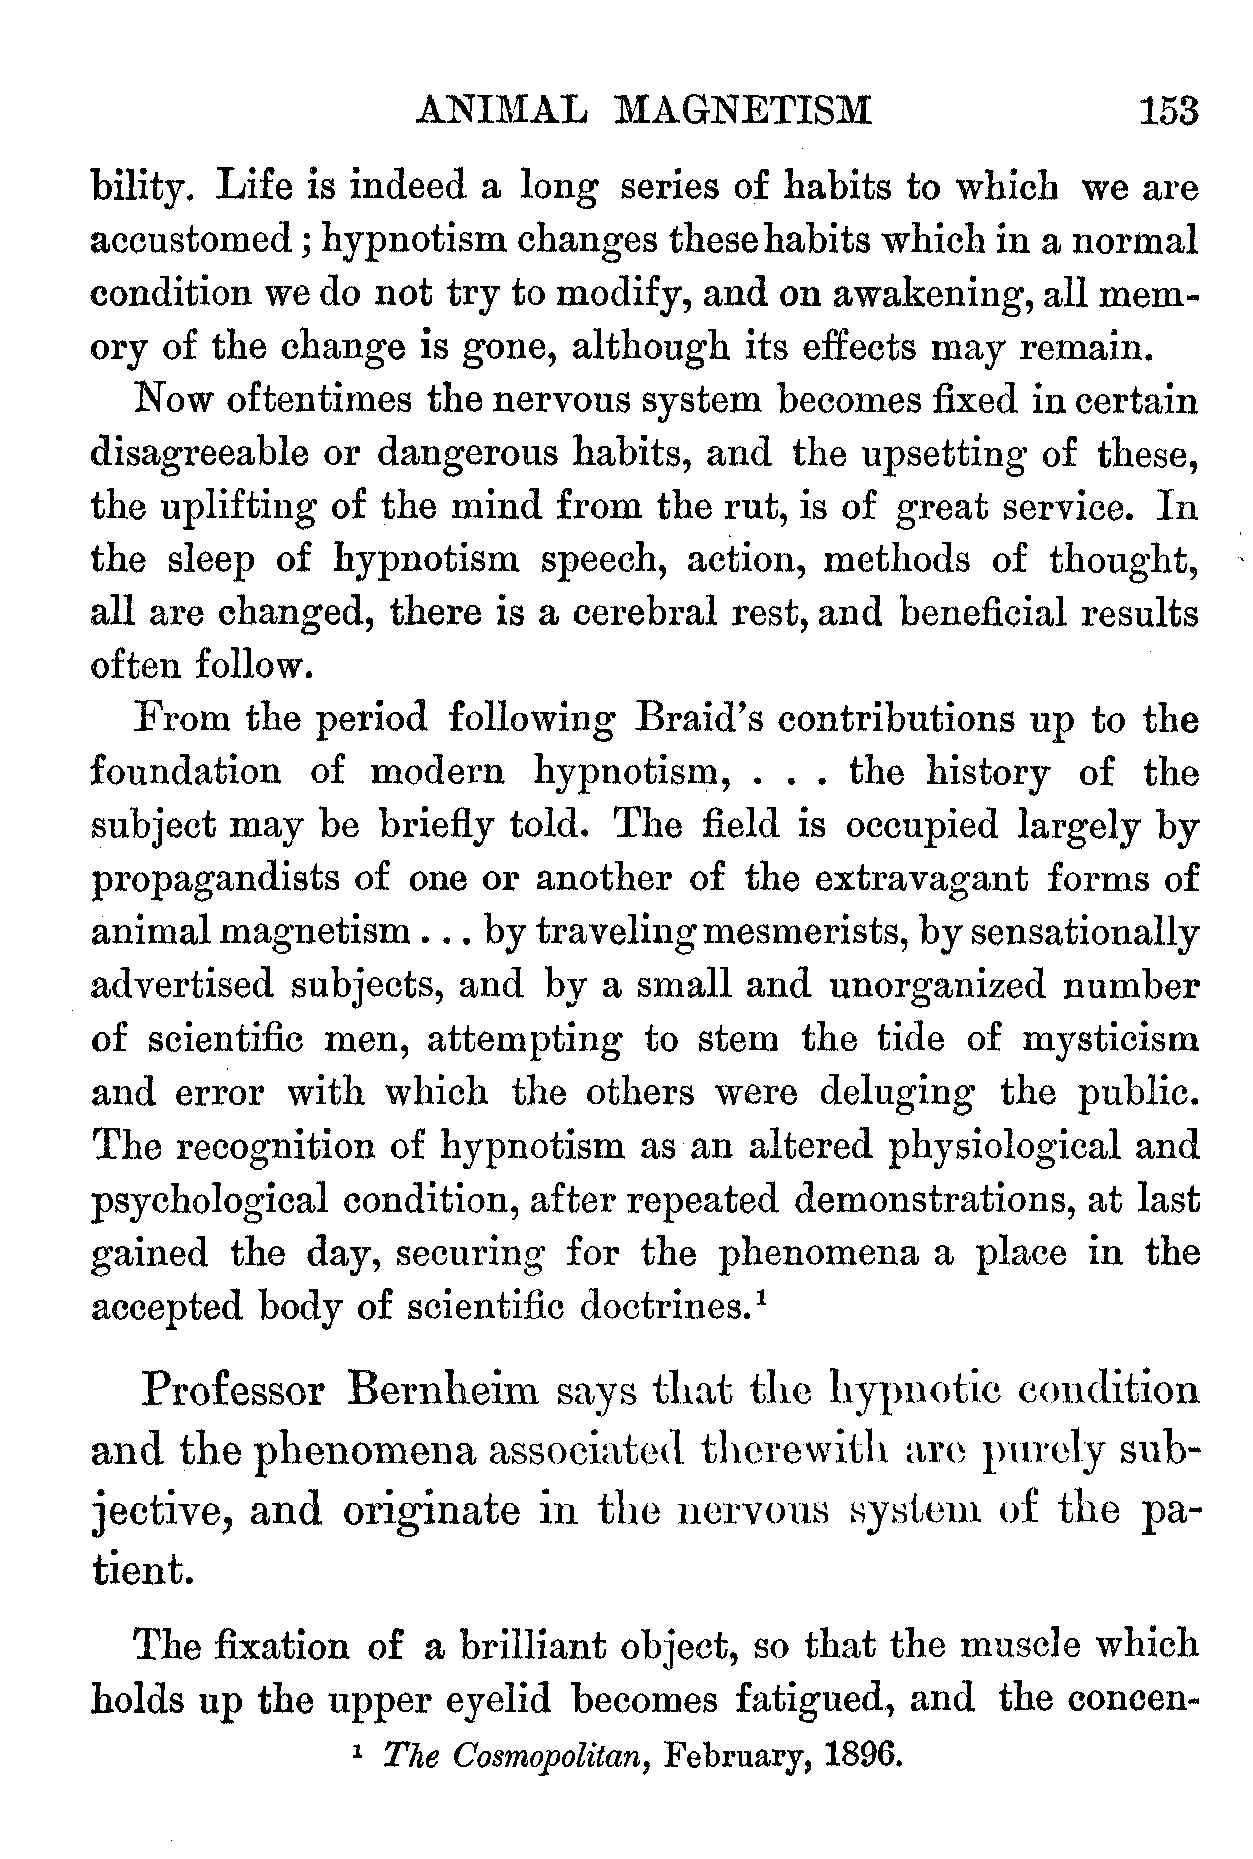 ANIMAL MAGNETISM 153
bility. Life is indeed a long series of habits to which we are
accustomed; hypnotism changes these habits which in a normal
condition we do not try to modify, and on awakening, all mem-
ory of the change is gone, although its effects may remain.
Now oftentimes the nervous system becomes fixed in certain
disagreeable or dangerous habits, and the upsetting of these,
the uplifting of the mind from the rut, is of great service. In
the sleep of hypnotism speech, action, methods of thought,
all are changed, there is a cerebral rest, and beneficial results
often follow.
From the period following Braid's contributions up to the
foundation of modern hypnotism, . . . the history of the
subject may be briefly told. The field is occupied largely by
propagandists of one or another of the extravagant forms of
animal magnetism . . . by traveling mesmerists, by sensationally
advertised subjects, and by a small and unorganized number
of scientific men, attempting to stem the tide of mysticism
and error with which the others were deluging the public.
The recognition of hypnotism as an altered physiological and
psychological condition, after repeated demonstrations, at last
gained the day, securing for the phenomena a place in the
accepted body of scientific doctrines.¹
Professor Bernheim says that the hypnotic condition
and the phenomena associated therewith are purely sub-
jective, and originate in the nervous system of the pa-
tient.
The fixation of a brilliant object, so that the muscle which
holds up the upper eyelid becomes fatigued, and the concen-
¹ The Cosmopolitan, February, 1896.